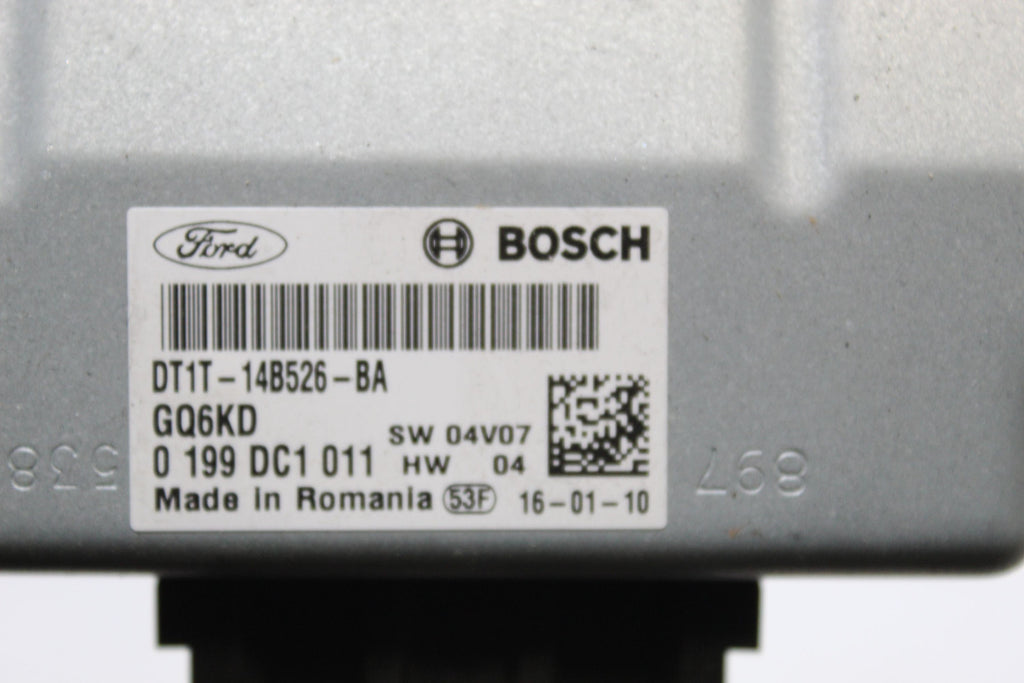 Ford BOSCH
DT1T-14B526-BA
GQ6KD
SW 04V07
0 199 DC1 011
HW 04
Made in Romania 53F 16-01-10
538
897